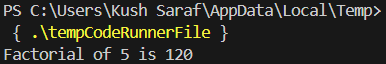 PS C:\Users\Kush Saraf\AppData\Local\Temp>
{ .\tempCodeRunnerFile }
Factorial of 5 is 120